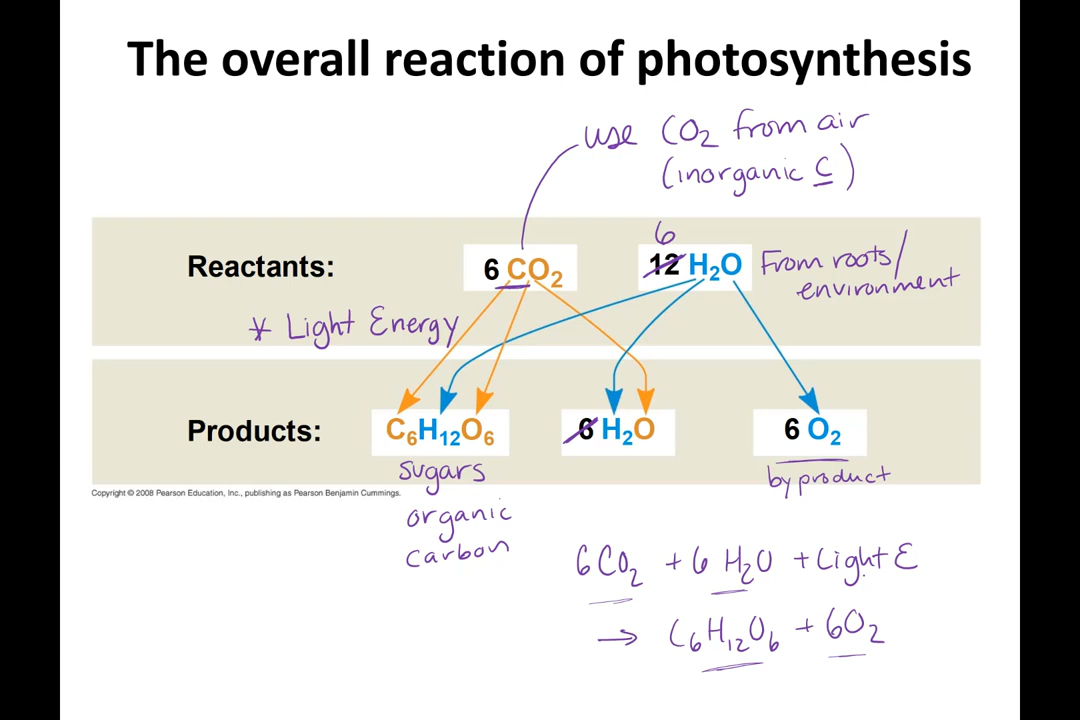 The overall reaction of photosynthesis
use CO₂ from air
(inorganic C)
6
Reactants: 6 CO₂ 12 H₂O From roots/
environment
* Light Energy
Products: C₆H₁₂O₆ 6 H₂O 6 O₂
sugars
by product
Copyright © 2008 Pearson Education, Inc., publishing as Pearson Benjamin Cummings.
organic
carbon
6CO₂ + 6 H₂O + Light E
→ C₆H₁₂O₆ + 6O₂